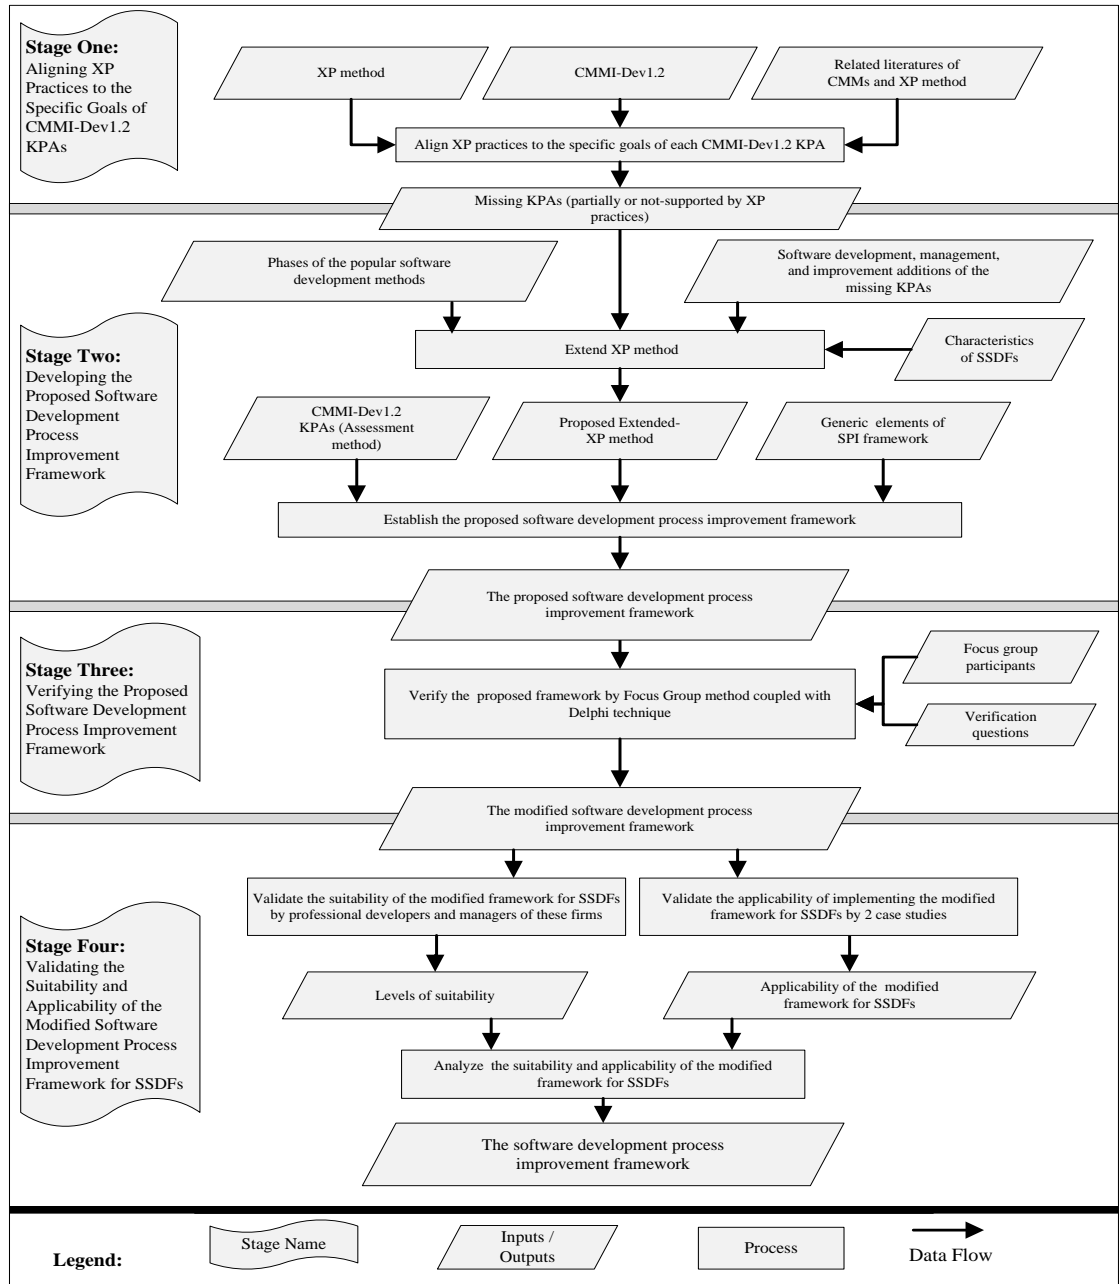 Stage One:
Aligning XP
Practices to the
Specific Goals of
CMMI-Dev1.2
KPAs
XP method
CMMI-Dev1.2
Related literatures of
CMMs and XP method
Align XP practices to the specific goals of each CMMI-Dev1.2 KPA
Missing KPAs (partially or not-supported by XP
practices)
Stage Two:
Developing the
Proposed Software
Development
Process
Improvement
Framework
Phases of the popular software
development methods
Software development, management,
and improvement additions of the
missing KPAs
Extend XP method
Characteristics
of SSDFs
CMMI-Dev1.2
KPAs (Assessment
method)
Proposed Extended-
XP method
Generic elements of
SPI framework
Establish the proposed software development process improvement framework
The proposed software development process
improvement framework
Stage Three:
Verifying the Proposed
Software Development
Process Improvement
Framework
Focus group
participants
Verify the proposed framework by Focus Group method coupled with
Delphi technique
Verification
questions
The modified software development process
improvement framework
Stage Four:
Validating the
Suitability and
Applicability of the
Modified Software
Development Process
Improvement
Framework for SSDFs
Validate the suitability of the modified framework for SSDFs
by professional developers and managers of these firms
Validate the applicability of implementing the modified
framework for SSDFs by 2 case studies
Levels of suitability
Applicability of the modified
framework for SSDFs
Analyze the suitability and applicability of the modified
framework for SSDFs
The software development process
improvement framework
Legend:
Stage Name
Inputs /
Outputs
Process
Data Flow